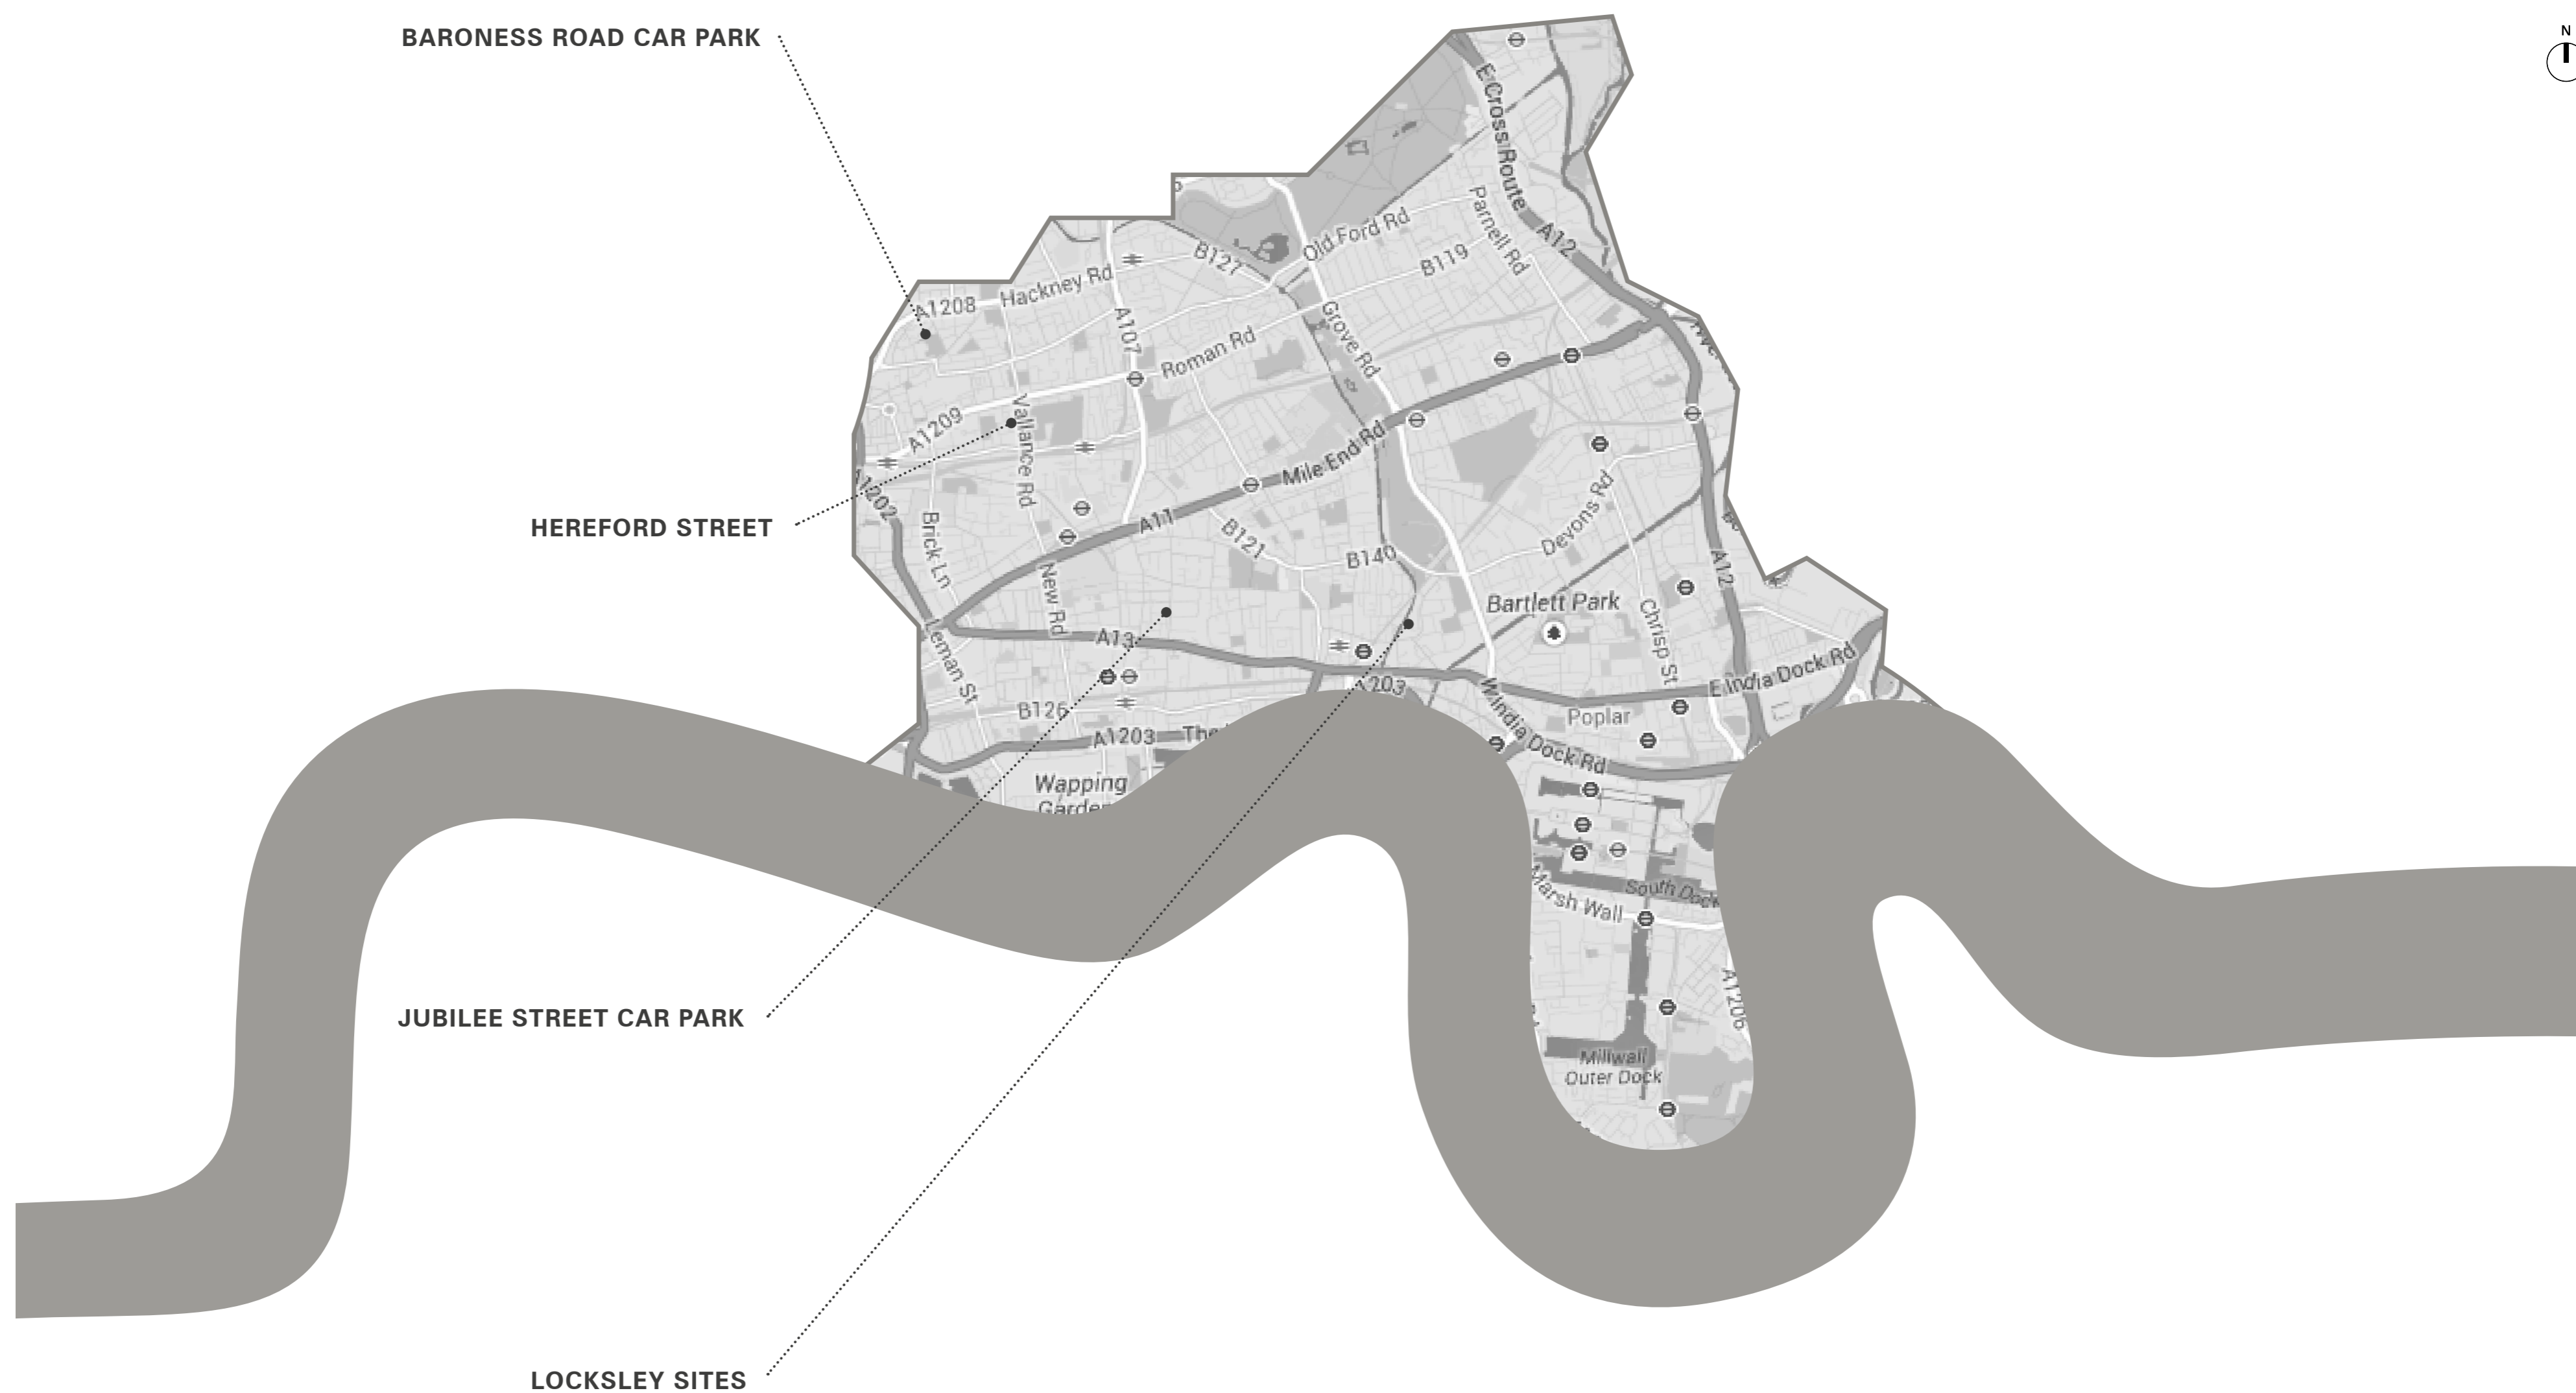 BARONESS ROAD CAR PARK
N
E Cross Route
Parnell Rd
A12
Old Ford Rd
B127
B119
Hackney Rd
A1208
A107
Grove Rd
Roman Rd
A1209
Vallance Rd
Mile End Rd
A1202
HEREFORD STREET
Brick Ln
A11
B121
B140
Devons Rd
A12
New Rd
Bartlett Park
Chrisp St
A13
Leman St
E India Dock Rd
B126
W India Dock Rd
Poplar
A1203
Wapping
South Dock
Marsh Wall
A1206
JUBILEE STREET CAR PARK
Millwall
Outer Dock
LOCKSLEY SITES